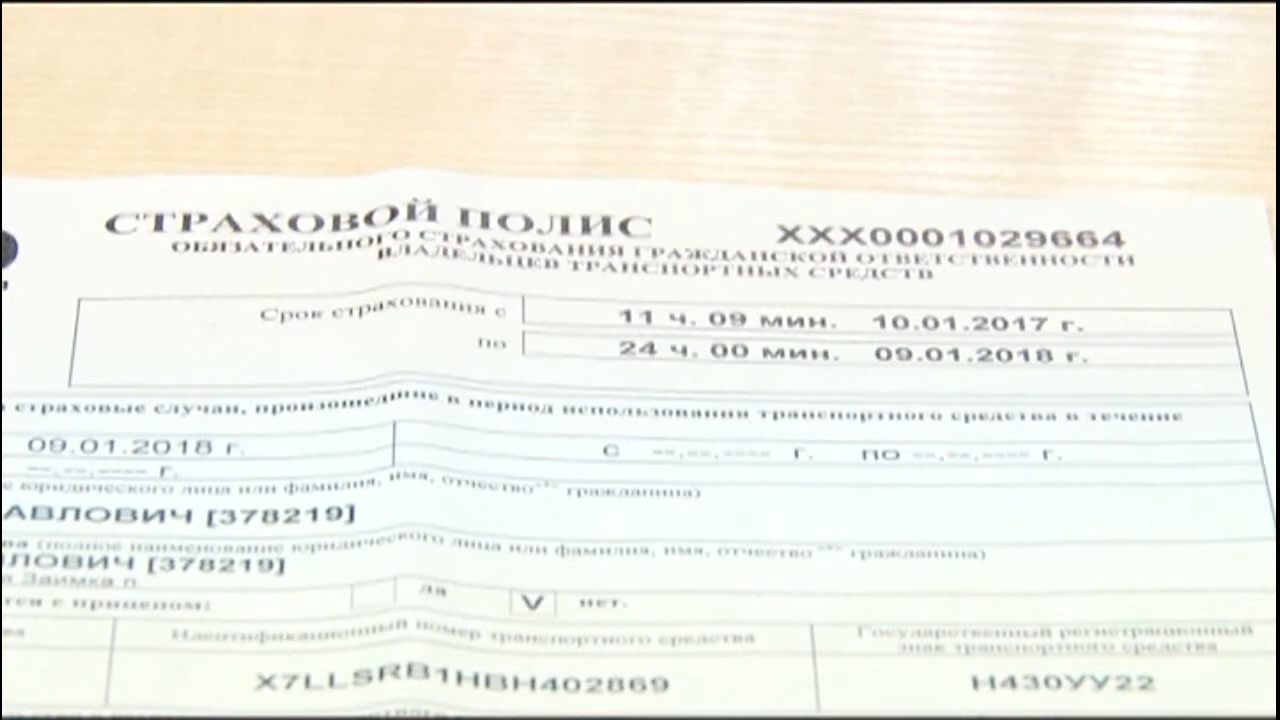 СТРАХОВОЙ ПОЛИС XXX0001029664
ОБЯЗАТЕЛЬНОГО СТРАХОВАНИЯ ГРАЖДАНСКОЙ ОТВЕТСТВЕННОСТИ
ВЛАДЕЛЬЦЕВ ТРАНСПОРТНЫХ СРЕДСТВ
Срок страхования с 11 ч. 09 мин. 10.01.2017 г.
по 24 ч. 00 мин. 09.01.2018 г.
страховые случаи, произошедшие в период использования транспортного средства в течение
09.01.2018 г. С --.--.---- г. ПО --.--.---- г.
--.--.---- г.
юридического лица или фамилия, имя, отчество*** гражданина)
АВЛОВИЧ [378219]
(полное наименование юридического лица или фамилия, имя, отчество *** гражданина)
ЛОВИЧ [378219]
а Заимка п
с прицепом: да V нет.
Идентификационный номер транспортного средства Государственный регистрационный
знак транспортного средства
X7LLSRB1HBH402869 Н430УУ22